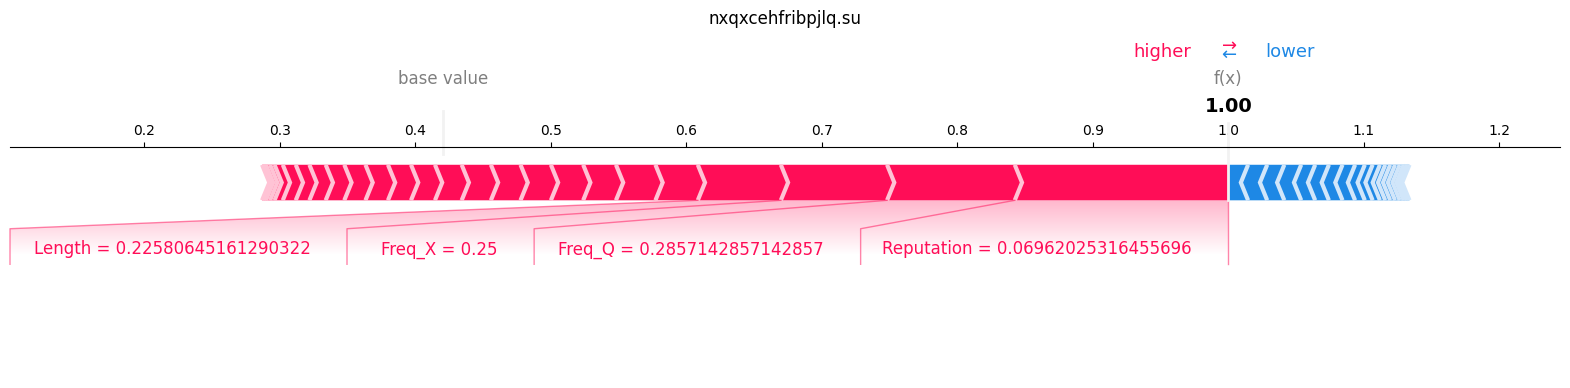 nxqxcehfribpjlq.su
higher ⇄ lower
base value f(x)
1.00
0.2 0.3 0.4 0.5 0.6 0.7 0.8 0.9 1.0 1.1 1.2
Length = 0.22580645161290322 Freq_X = 0.25 Freq_Q = 0.2857142857142857 Reputation = 0.06962025316455696